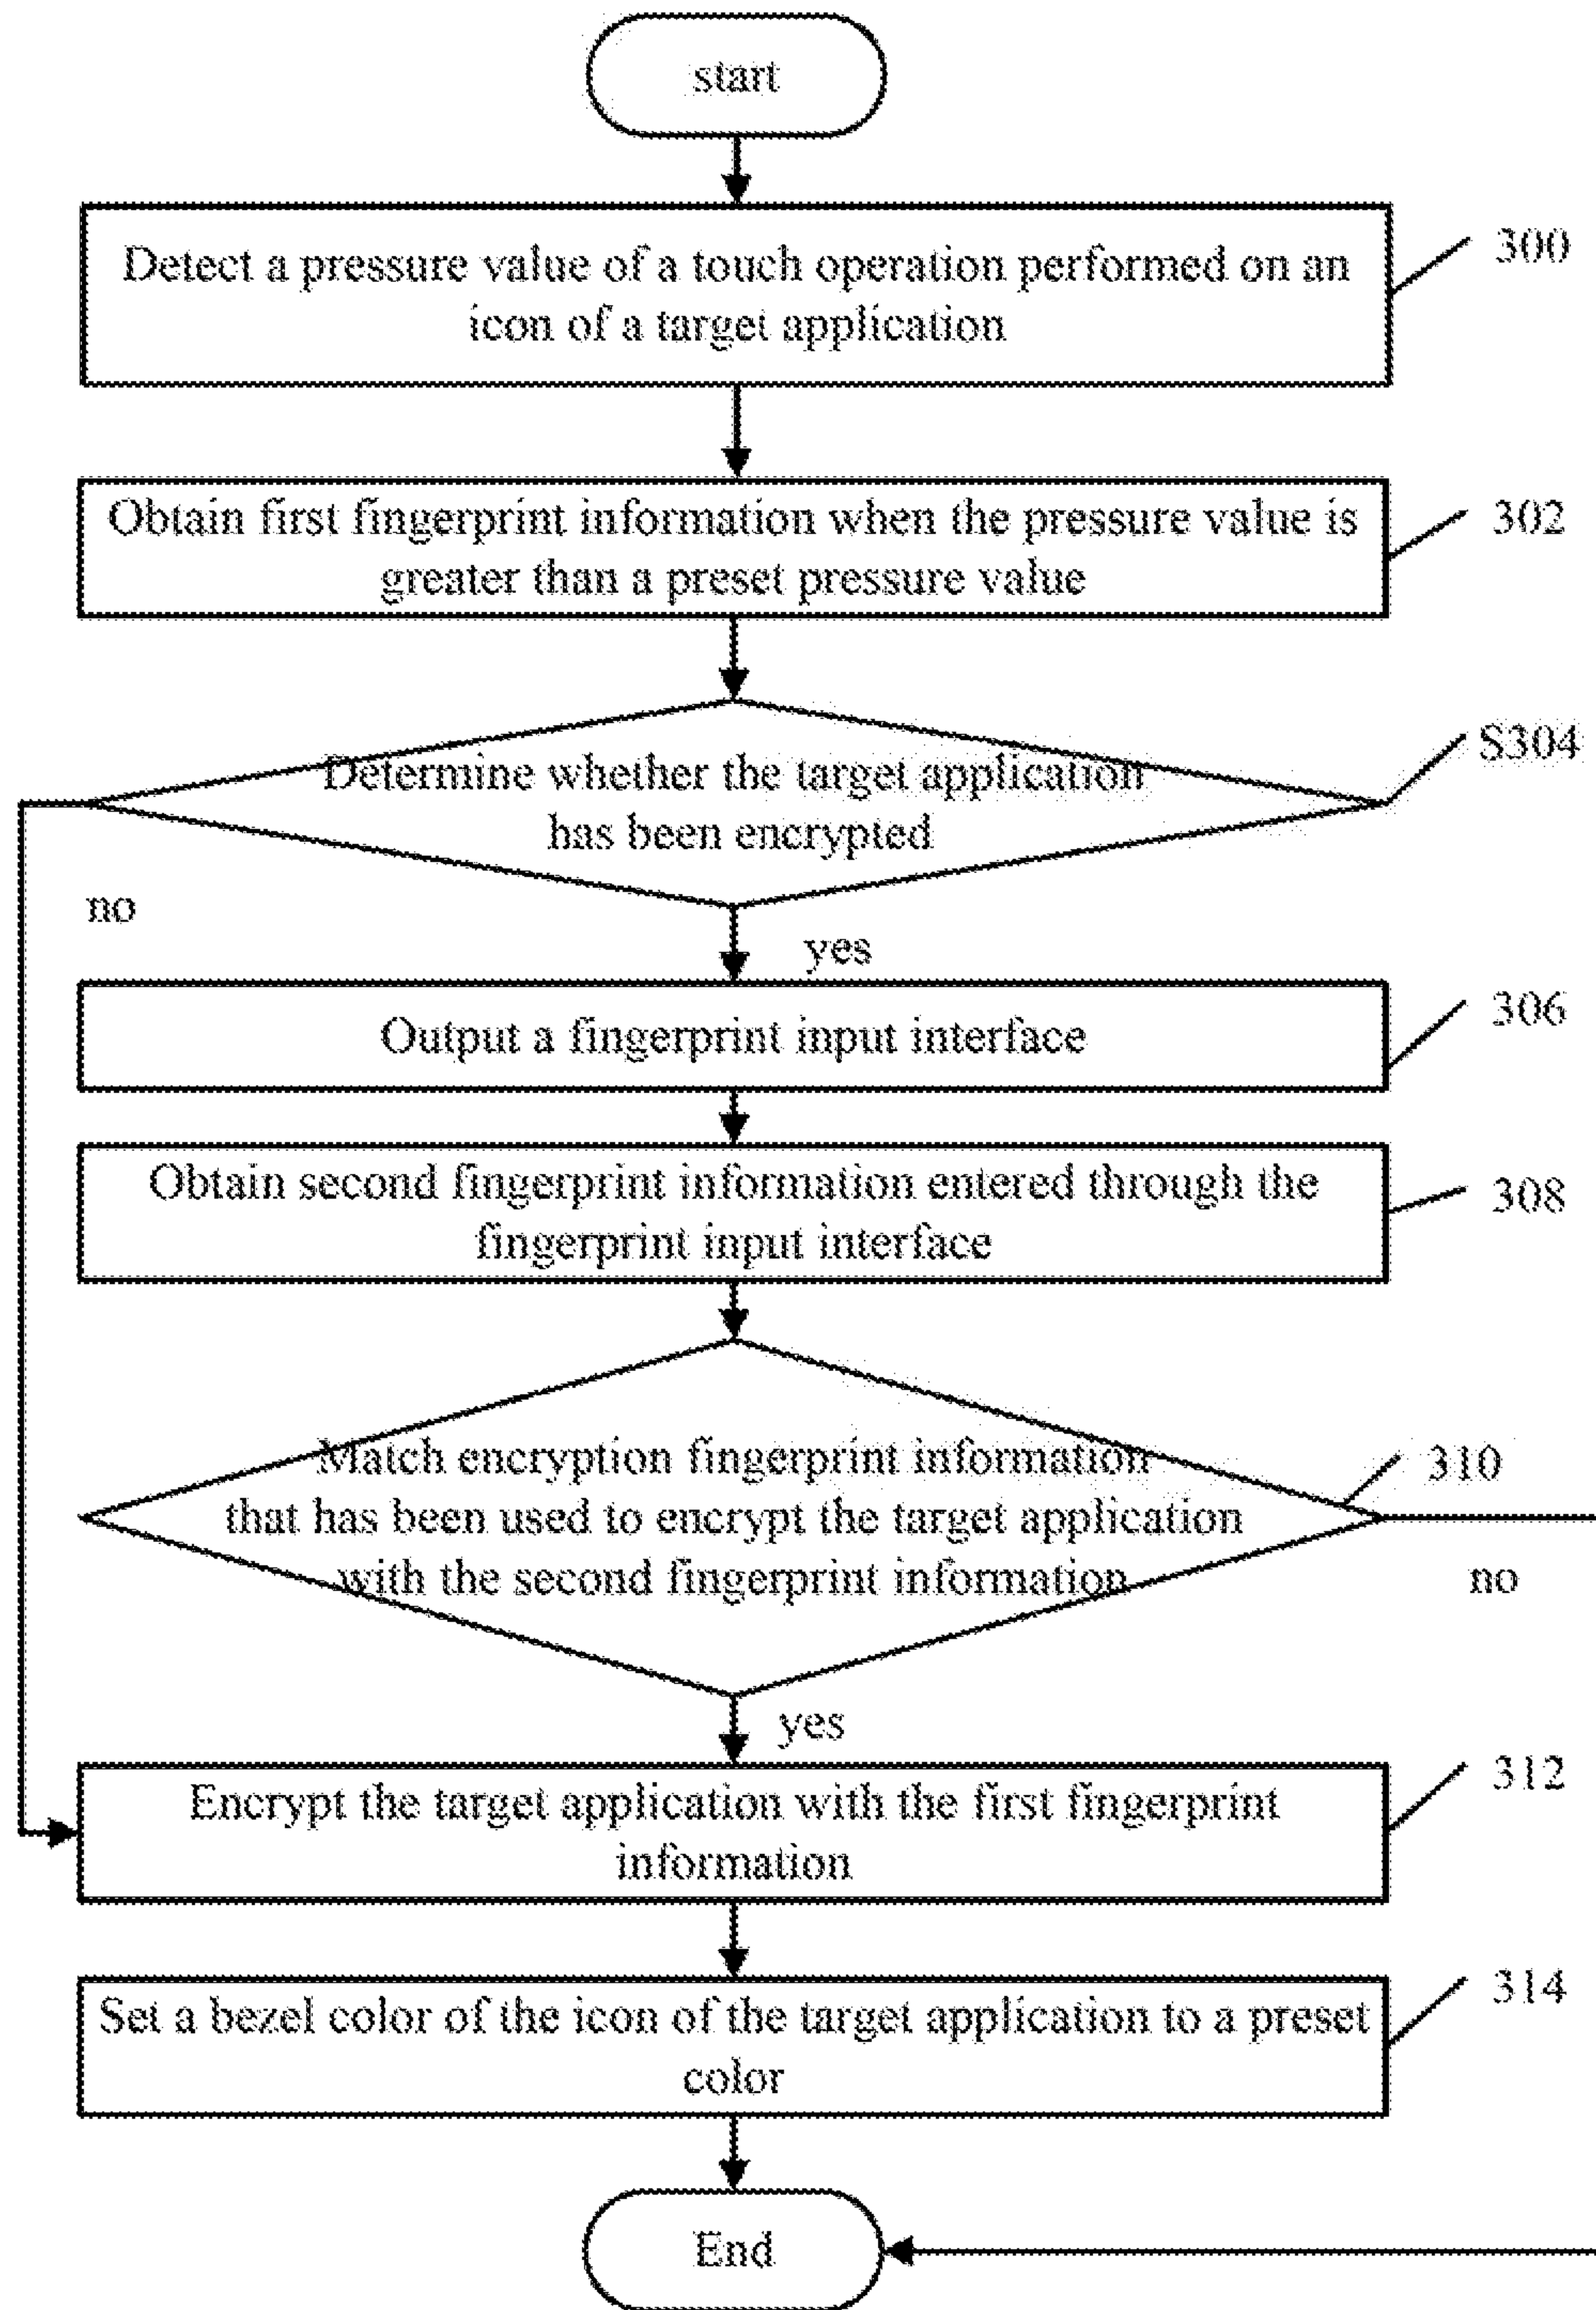 start
Detect a pressure value of a touch operation performed on an
icon of a target application
300
Obtain first fingerprint information when the pressure value is
greater than a preset pressure value
302
Determine whether the target application
has been encrypted
S304
no
yes
Output a fingerprint input interface
306
Obtain second fingerprint information entered through the
fingerprint input interface
308
Match encryption fingerprint information
that has been used to encrypt the target application
with the second fingerprint information
310
no
yes
Encrypt the target application with the first fingerprint
information
312
Set a bezel color of the icon of the target application to a preset
color
314
End